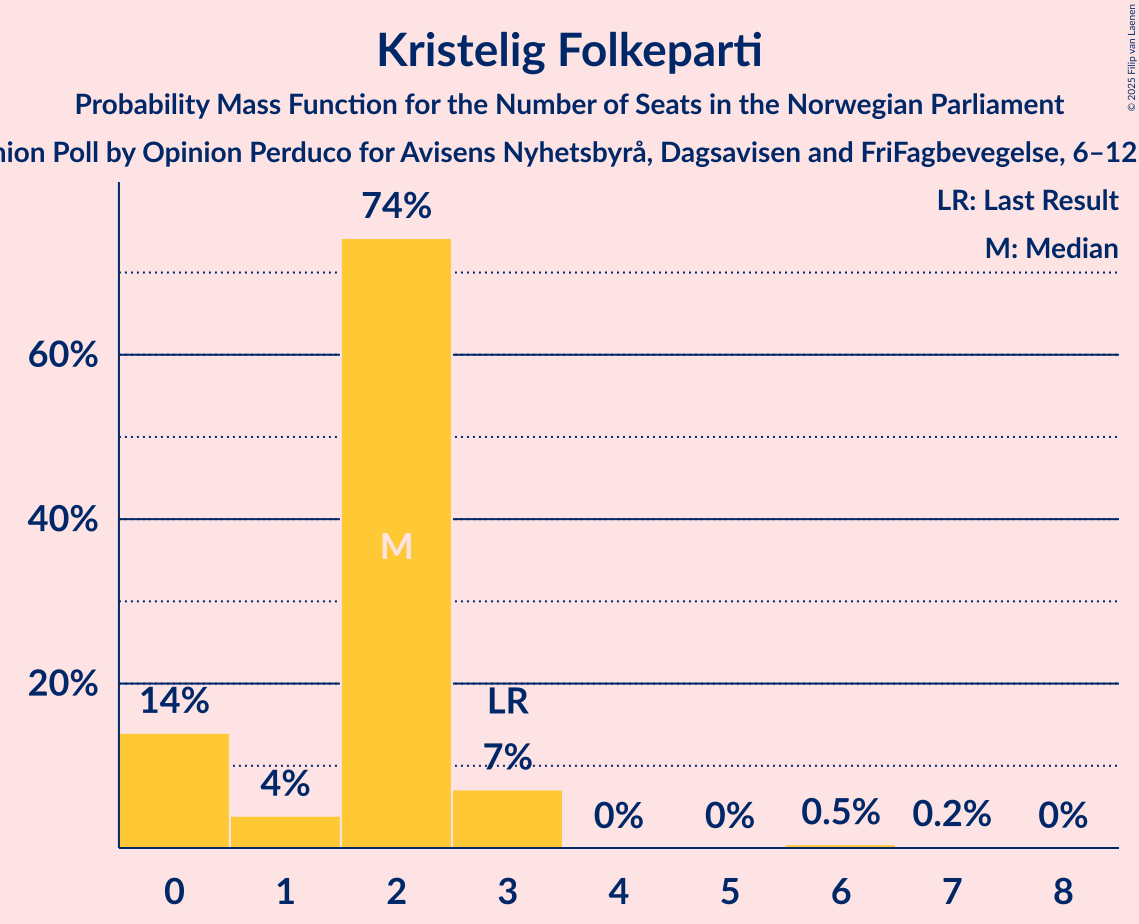 Kristelig Folkeparti
Probability Mass Function for the Number of Seats in the Norwegian Parliament
Poll by Opinion Perduco for Avisens Nyhetsbyrå, Dagsavisen and FriFagbevegelse, 6–12
© 2025 Filip van Laenen
LR: Last Result
M: Median
74%
60%
40%
M
20%
14%
LR
4%
7%
0%
0%
0.5%
0.2%
0%
0
1
2
3
4
5
6
7
8